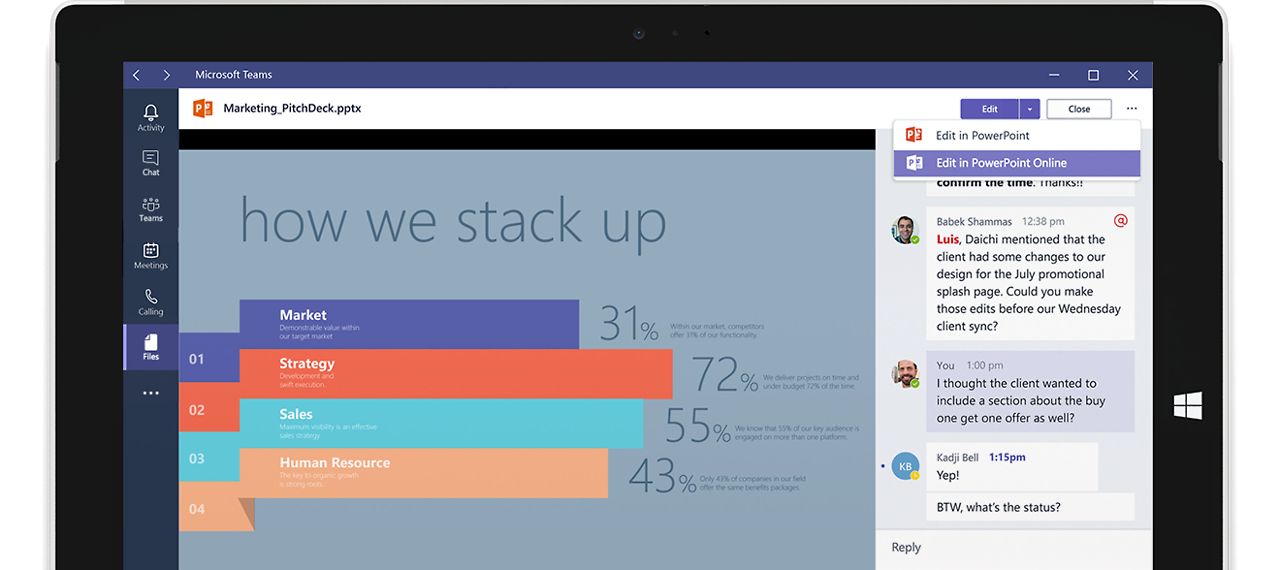 Microsoft Teams
Activity
Chat
Teams
Meetings
Calling
Files
Marketing_PitchDeck.pptx
Edit
Close
Edit in PowerPoint
Edit in PowerPoint Online
how we stack up
01
Market
Demonstrable value within
our target market
31%
Within our market, competitors
offer 31% of our functionality.
02
Strategy
Development and
swift execution
72%
We deliver projects on time and
under budget 72% of the time.
03
Sales
Maximum visibility is an effective
sales strategy
55%
We know that 55% of our key audience is
engaged on more than one platform.
04
Human Resource
The key to organic growth
is strong roots
43%
Only 43% of companies in our field
offer the same benefits packages.
confirm the time. Thanks!!
Babek Shammas 12:38 pm
@
Luis, Daichi mentioned that the
client had some changes to our
design for the July promotional
splash page. Could you make
those edits before our Wednesday
client sync?
You 1:00 pm
I thought the client wanted to
include a section about the buy
one get one offer as well?
KB
Kadji Bell 1:15pm
Yep!
BTW, what's the status?
Reply